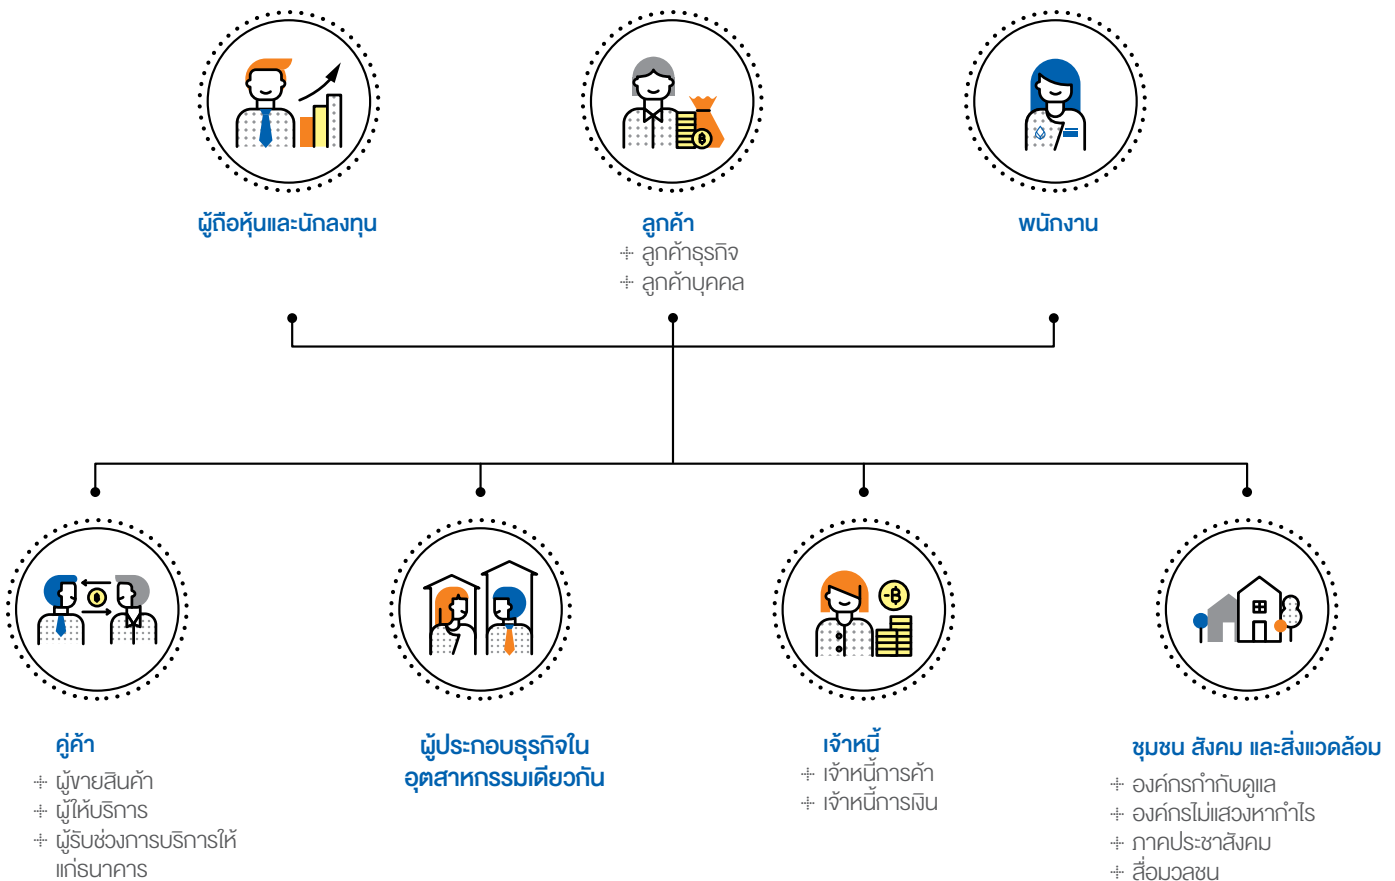 ผู้ถือหุ้นและนักลงทุน
ลูกค้า
ลูกค้าธุรกิจ
ลูกค้าบุคคล
พนักงาน
คู่ค้า
ผู้ขายสินค้า
ผู้ให้บริการ
ผู้รับช่วงการบริการให้
แก่ธนาคาร
ผู้ประกอบธุรกิจใน
อุตสาหกรรมเดียวกัน
เจ้าหนี้
เจ้าหนี้การค้า
เจ้าหนี้การเงิน
ชุมชน สังคม และสิ่งแวดล้อม
องค์กรกำกับดูแล
องค์กรไม่แสวงหากำไร
ภาคประชาสังคม
สื่อมวลชน